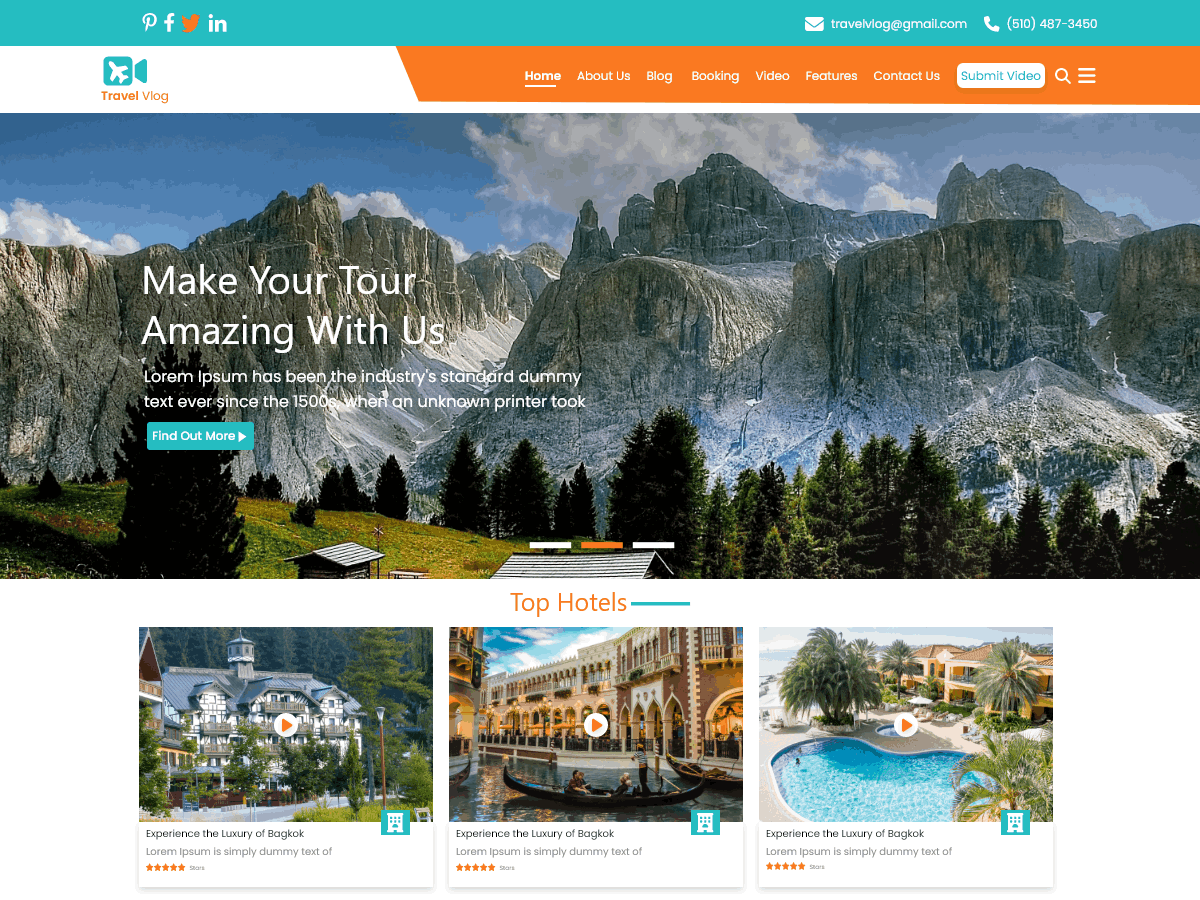 travelvlog@gmail.com (510) 487-3450
Travel Vlog
Home About Us Blog Booking Video Features Contact Us Submit Video
Make Your Tour
Amazing With Us
Lorem Ipsum has been the industry's standard dummy
text ever since the 1500s, when an unknown printer took
Find Out More
Top Hotels
Experience the Luxury of Bagkok
Lorem Ipsum is simply dummy text of
Stars
Experience the Luxury of Bagkok
Lorem Ipsum is simply dummy text of
Stars
Experience the Luxury of Bagkok
Lorem Ipsum is simply dummy text of
Stars